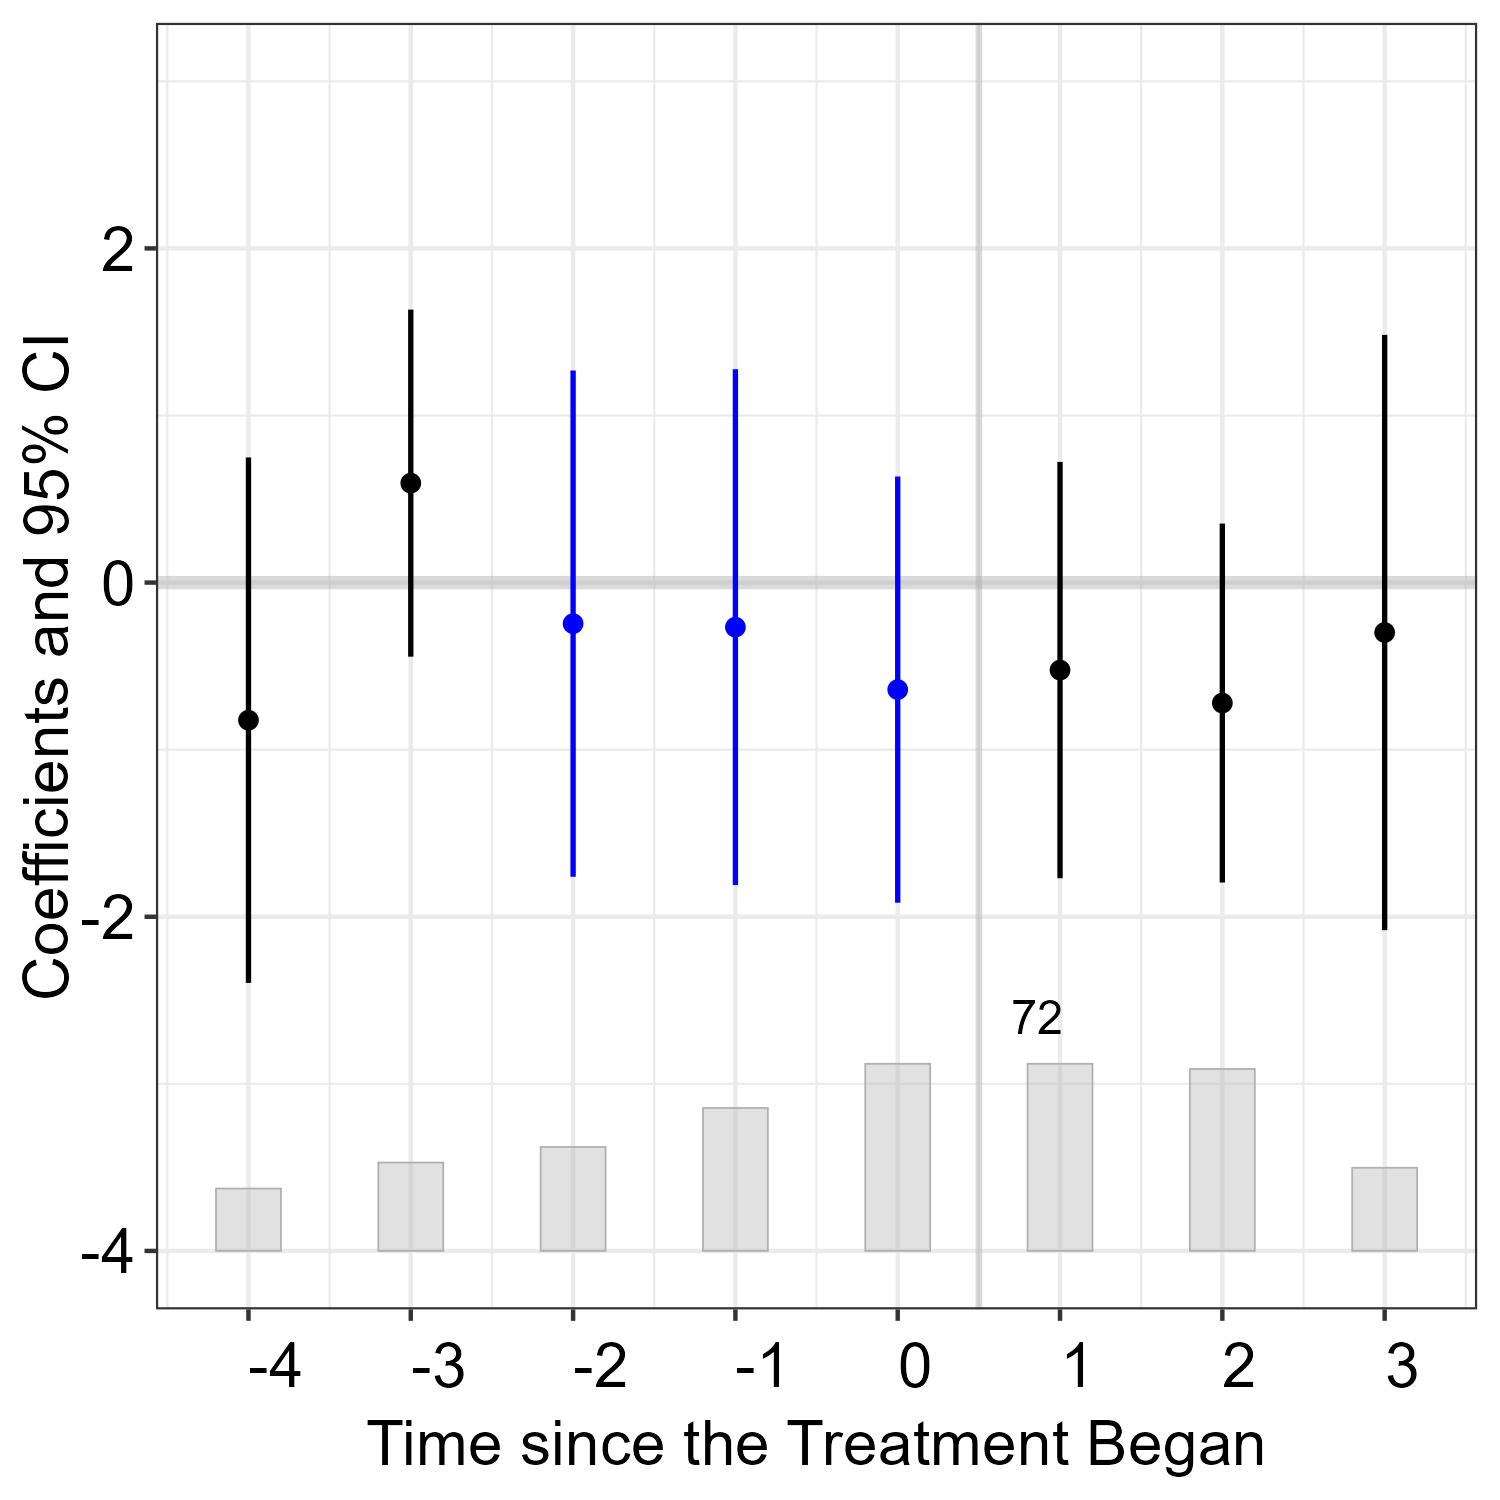 Coefficients and 95% CI
2
0
-2
-4
72
-4 -3 -2 -1 0 1 2 3
Time since the Treatment Began